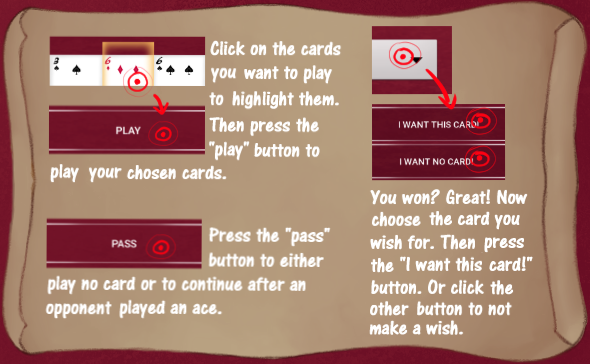 3
6
6
Click on the cards
you want to play
to highlight them.
PLAY
Then press the
"play" button to
play your chosen cards.
PASS
Press the "pass"
button to either
play no card or to continue after an
opponent played an ace.
I WANT THIS CARD!
I WANT NO CARD!
You won? Great! Now
choose the card you
wish for. Then press
the "I want this card!"
button. Or click the
other button to not
make a wish.